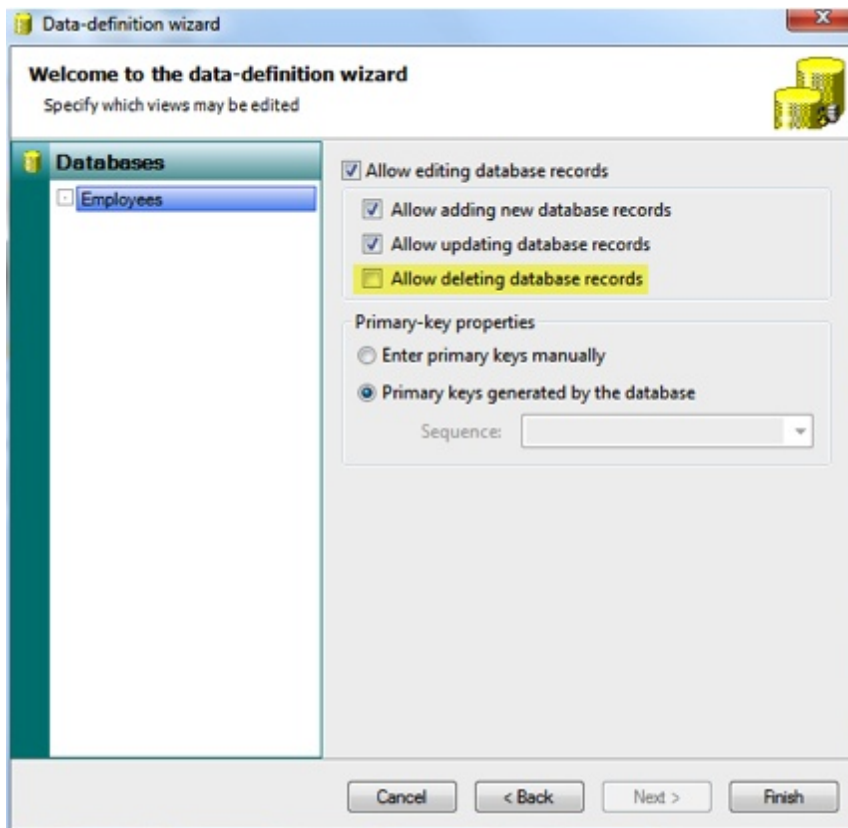 Data-definition wizard
Welcome to the data-definition wizard
Specify which views may be edited
Databases
Employees
Allow editing database records
Allow adding new database records
Allow updating database records
Allow deleting database records
Primary-key properties
Enter primary keys manually
Primary keys generated by the database
Sequence:
Cancel
< Back
Next >
Finish